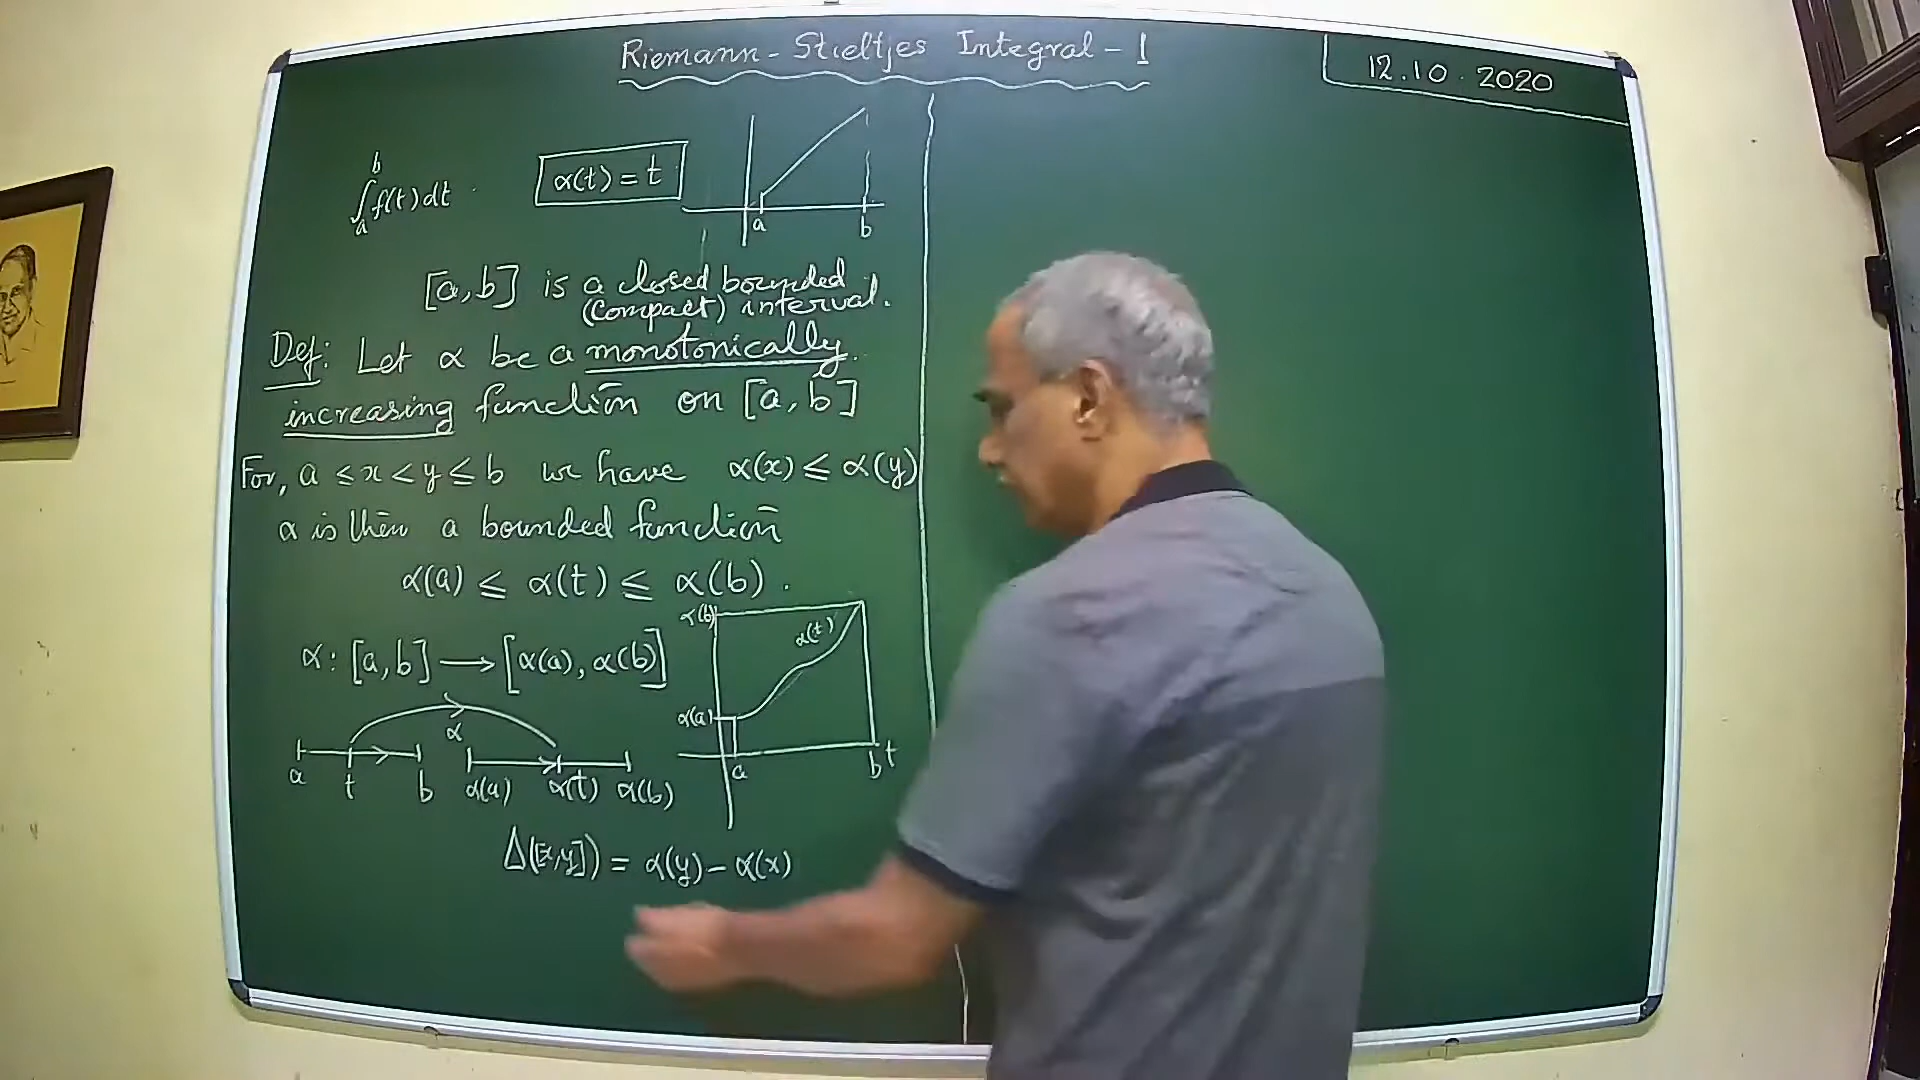 Riemann - Stieltjes Integral - 1
12.10.2020
∫_a^b f(t) dt
α(t) = t
a b
[a, b] is a closed bounded
(compact) interval.
Def: Let α be a monotonically
increasing function on [a, b]
For, a ≤ x < y ≤ b we have α(x) ≤ α(y)
α is then a bounded function
α(a) ≤ α(t) ≤ α(b).
α: [a, b] → [α(a), α(b)]
α(b) α(t)
α(a)
a b t
α
a t b α(a) α(t) α(b)
Δ([x,y]) = α(y) - α(x)